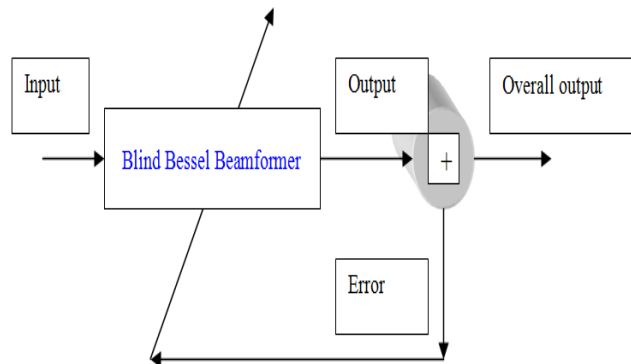 Input
Output
Overall output
Blind Bessel Beamformer
+
Error